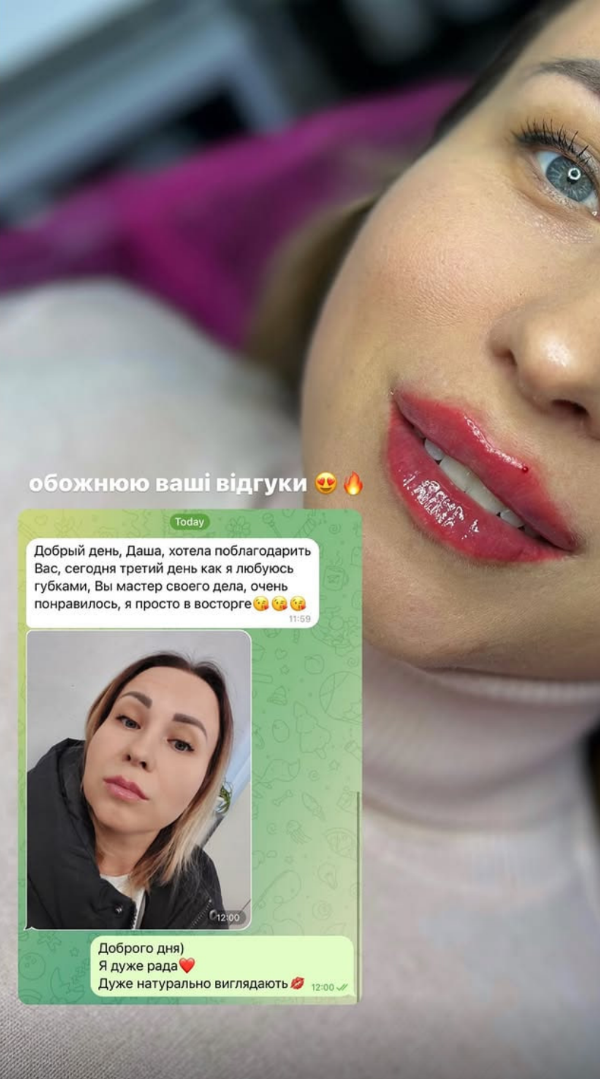 обожнюю ваші відгуки 😍🔥
Today
Добрый день, Даша, хотела поблагодарить
Вас, сегодня третий день как я любуюсь
губками, Вы мастер своего дела, очень
понравилось, я просто в восторге😘😘😘
11:59
12:00
Доброго дня)
Я дуже рада❤️
Дуже натурально виглядають💋
12:00